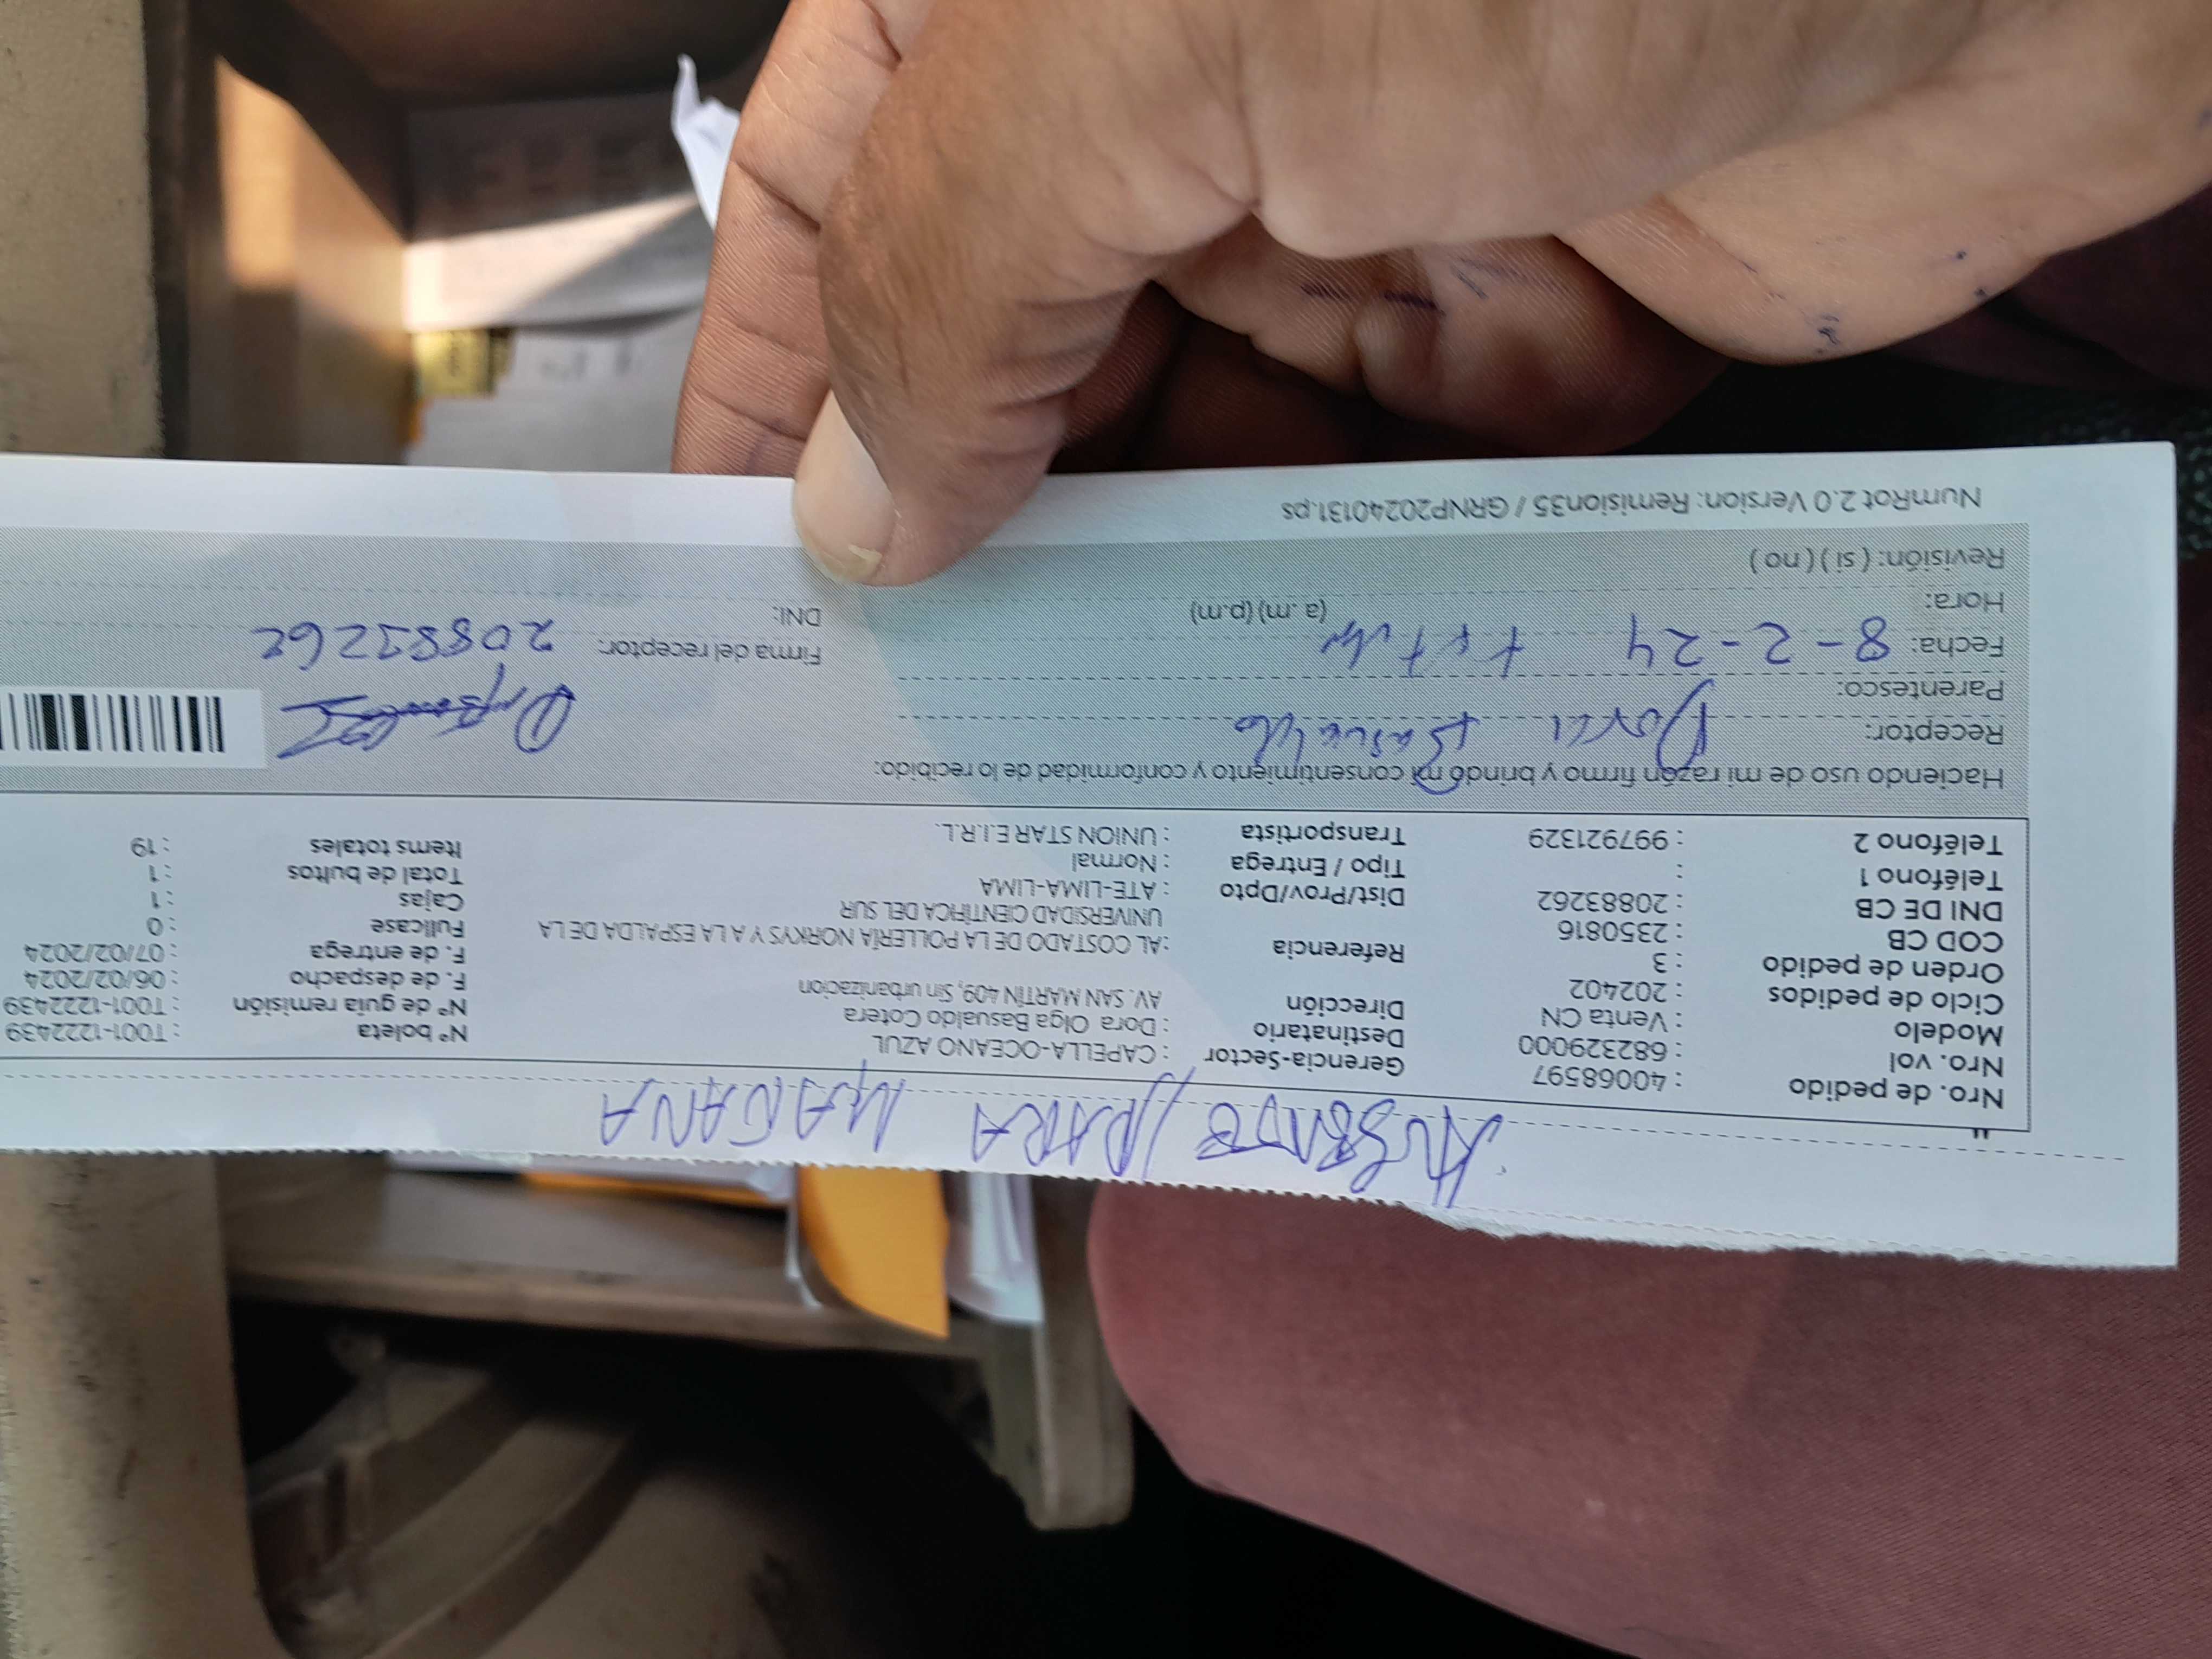 AUSENTE / PARA MAÑANA
Nro. de pedido : 40068597
Nro. vol : 682329000
Modelo : Venta CN
Ciclo de pedidos : 202402
Orden de pedido : 3
COD CB : 2350816
DNI DE CB : 20883262
Teléfono 1 :
Teléfono 2 : 997921329
Gerencia-Sector : CAPELLA-OCEANO AZUL
Destinatario : Dora Olga Basualdo Cotera
Dirección AV. SAN MARTÍN 409, Sin urbanizacion
Referencia : AL COSTADO DE LA POLLERÍA NORKYS Y A LA ESPALDA DE LA
UNIVERSIDAD CIENTÍFICA DEL SUR
Dist/Prov/Dpto : ATE-LIMA-LIMA
Tipo / Entrega : Normal
Transportista : UNION STAR E.I.R.L.
N° boleta : T001-1222439
N° de guía remisión : T001-1222439
F. de despacho : 06/02/2024
F. de entrega : 07/02/2024
Fullcase : 0
Cajas : 1
Total de bultos : 1
Items totales : 19
Haciendo uso de mi razón firmo y brindo mi consentimiento y conformidad de lo recibido:
Receptor: Dora Basualdo
Parentesco:
Fecha: 8-2-24
Hora: (a.m) (p.m)
Revisión: ( si ) ( no )
Firma del receptor:
DNI: 20883262
NumRot 2.0 Version: Remision35 / GRNP20240131.ps